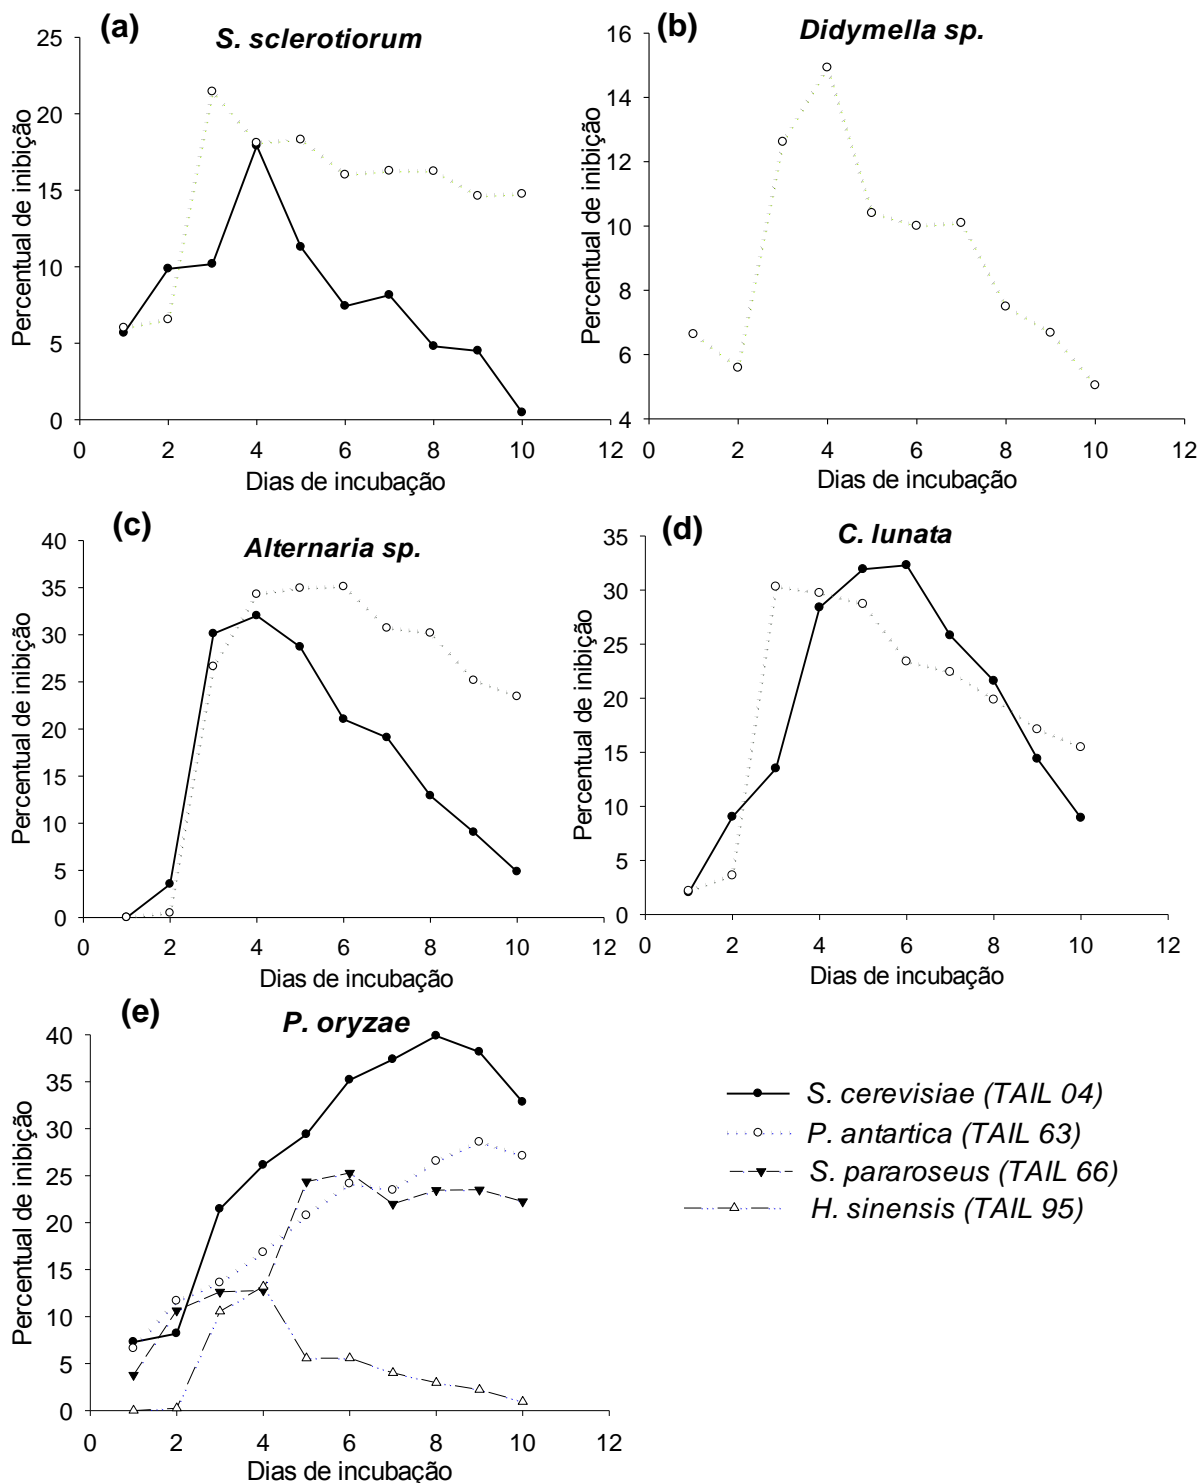 (a)
S. sclerotiorum
25
20
15
10
5
0
Percentual de inibição
0 2 4 6 8 10 12
Dias de incubação
(b)
Didymella sp.
16
14
12
10
8
6
4
Percentual de inibição
0 2 4 6 8 10 12
Dias de incubação
(c)
Alternaria sp.
40
35
30
25
20
15
10
5
0
Percentual de inibição
0 2 4 6 8 10 12
Dias de incubação
(d)
C. lunata
35
30
25
20
15
10
5
0
Percentual de inibição
0 2 4 6 8 10 12
Dias de incubação
(e)
P. oryzae
40
35
30
25
20
15
10
5
0
Percentual de inibição
0 2 4 6 8 10 12
Dias de incubação
S. cerevisiae (TAIL 04)
P. antartica (TAIL 63)
S. pararoseus (TAIL 66)
H. sinensis (TAIL 95)